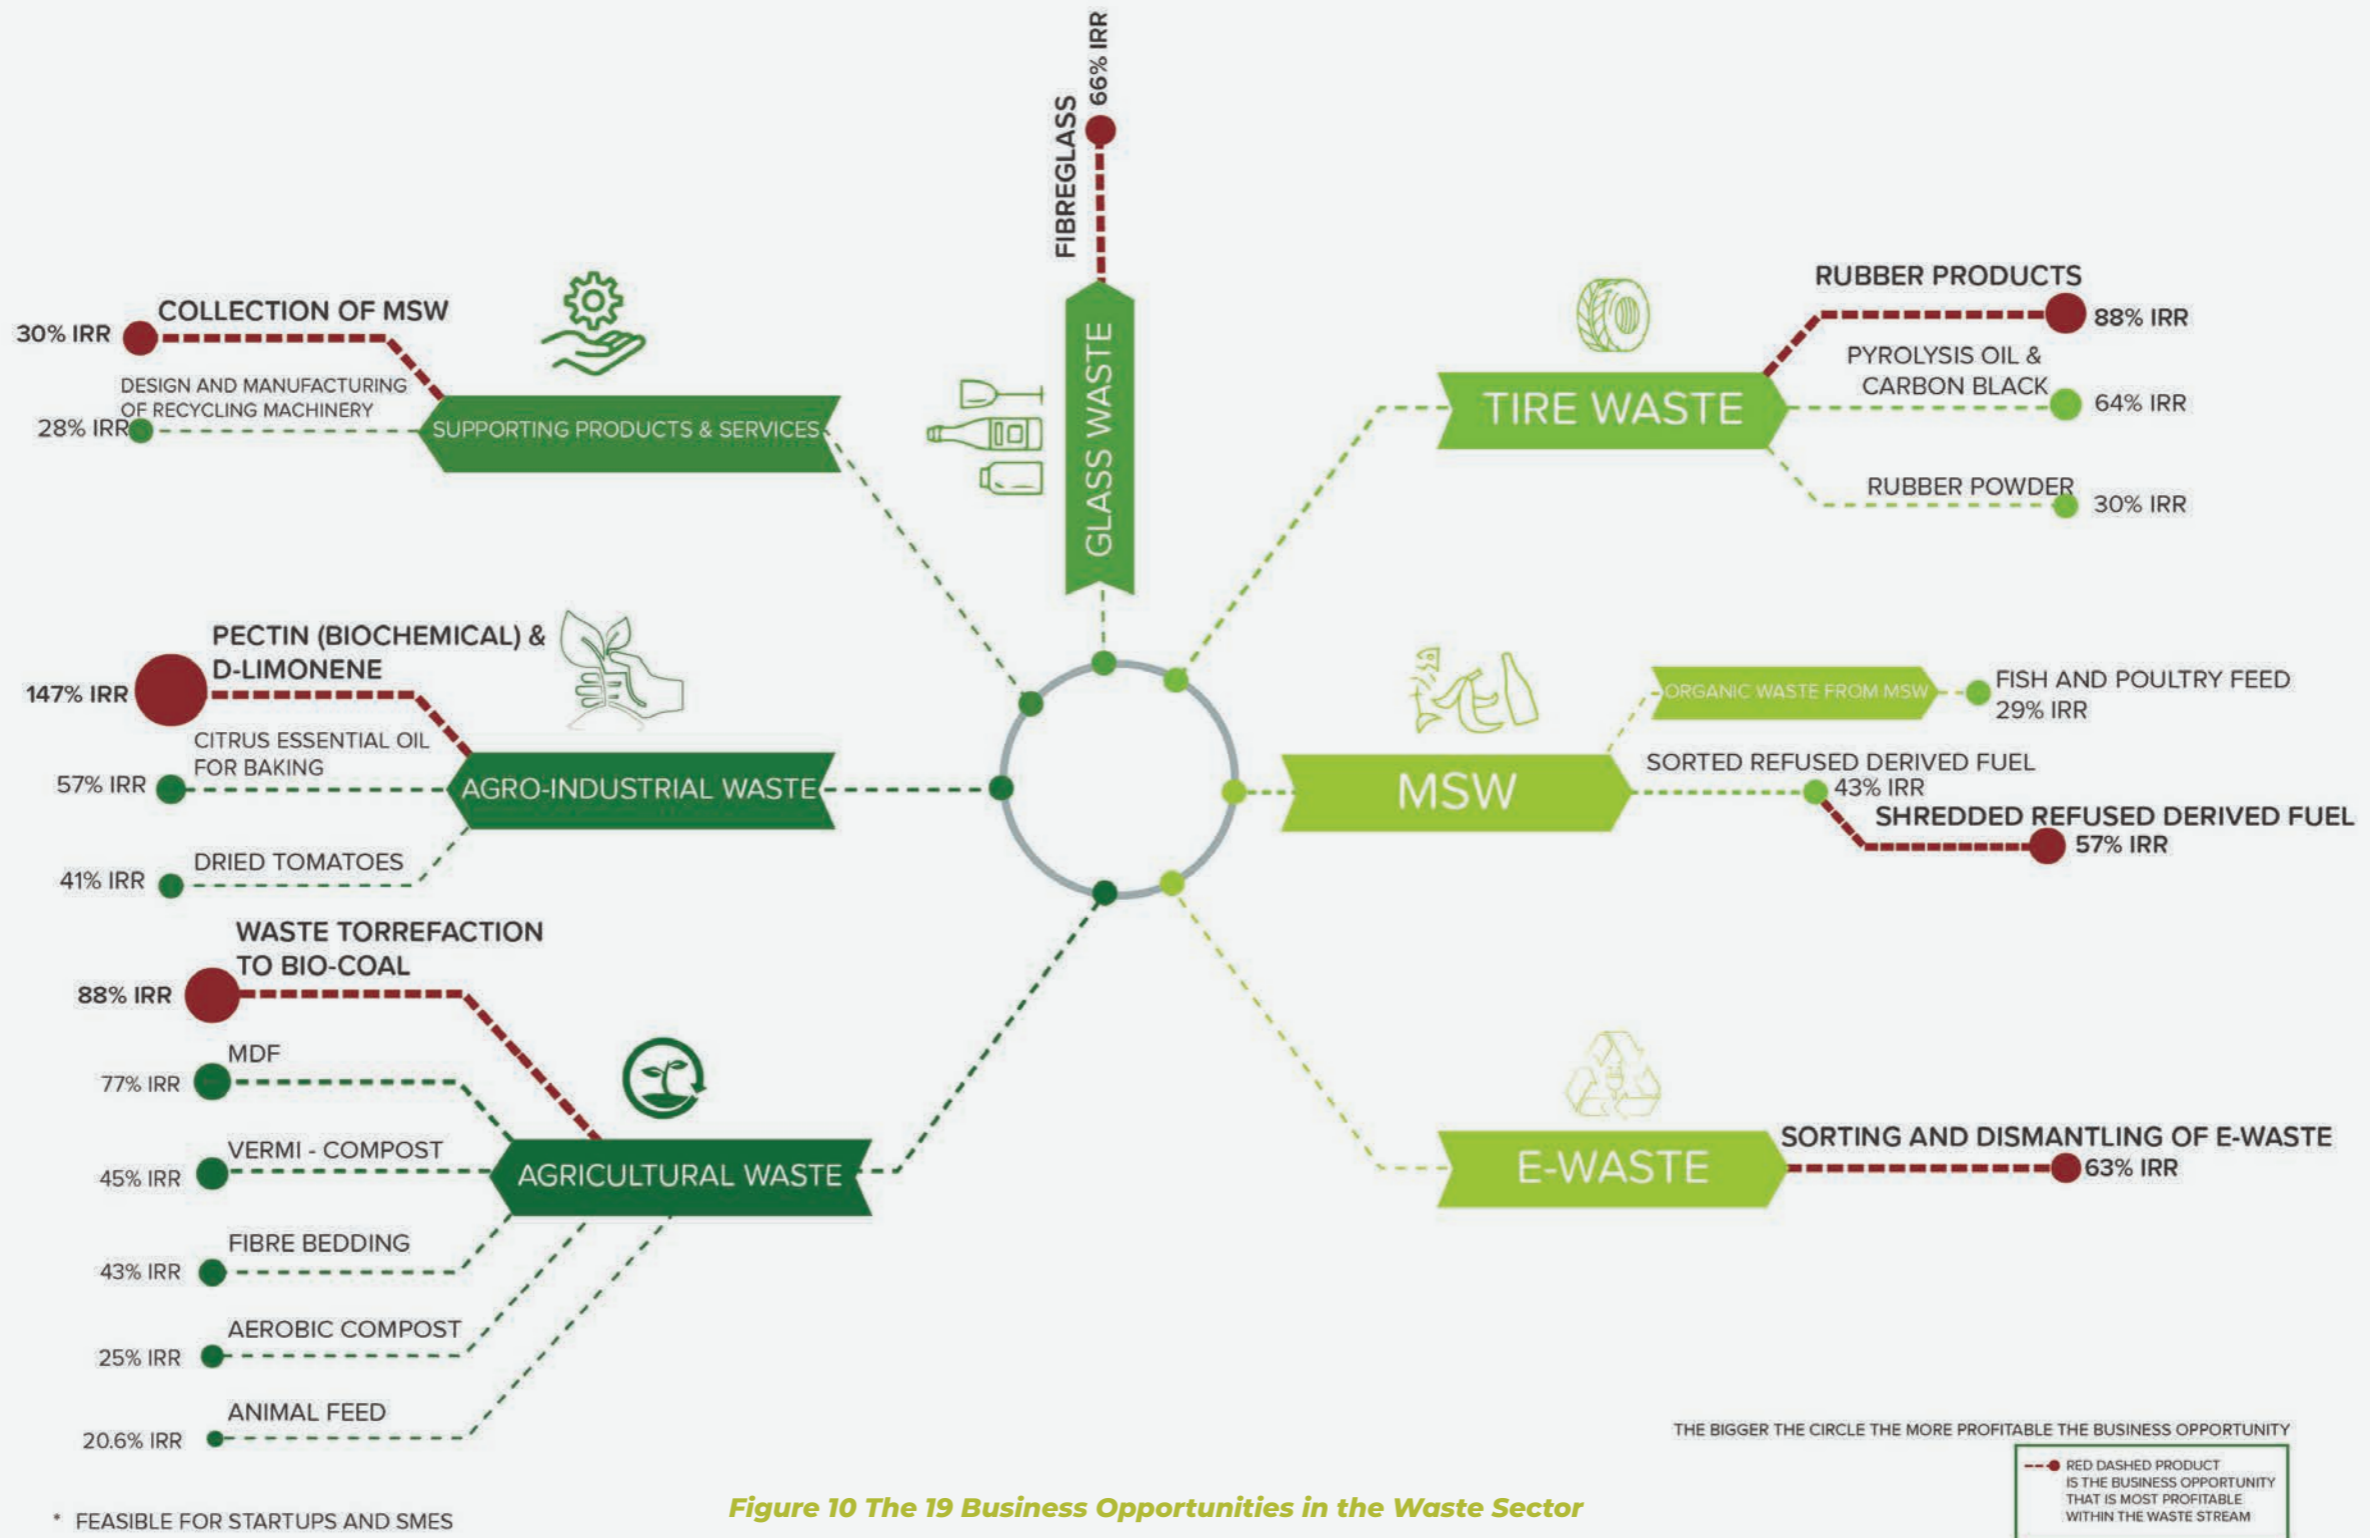 66% IRR
FIBREGLASS
GLASS WASTE
COLLECTION OF MSW
30% IRR
DESIGN AND MANUFACTURING
OF RECYCLING MACHINERY
28% IRR
SUPPORTING PRODUCTS & SERVICES
RUBBER PRODUCTS
88% IRR
PYROLYSIS OIL &
CARBON BLACK
64% IRR
TIRE WASTE
RUBBER POWDER
30% IRR
PECTIN (BIOCHEMICAL) &
D-LIMONENE
147% IRR
CITRUS ESSENTIAL OIL
FOR BAKING
57% IRR
AGRO-INDUSTRIAL WASTE
DRIED TOMATOES
41% IRR
ORGANIC WASTE FROM MSW
FISH AND POULTRY FEED
29% IRR
MSW
SORTED REFUSED DERIVED FUEL
43% IRR
SHREDDED REFUSED DERIVED FUEL
57% IRR
WASTE TORREFACTION
TO BIO-COAL
88% IRR
MDF
77% IRR
VERMI - COMPOST
45% IRR
AGRICULTURAL WASTE
FIBRE BEDDING
43% IRR
AEROBIC COMPOST
25% IRR
ANIMAL FEED
20.6% IRR
SORTING AND DISMANTLING OF E-WASTE
E-WASTE
63% IRR
THE BIGGER THE CIRCLE THE MORE PROFITABLE THE BUSINESS OPPORTUNITY
RED DASHED PRODUCT
IS THE BUSINESS OPPORTUNITY
THAT IS MOST PROFITABLE
WITHIN THE WASTE STREAM
* FEASIBLE FOR STARTUPS AND SMES
Figure 10 The 19 Business Opportunities in the Waste Sector